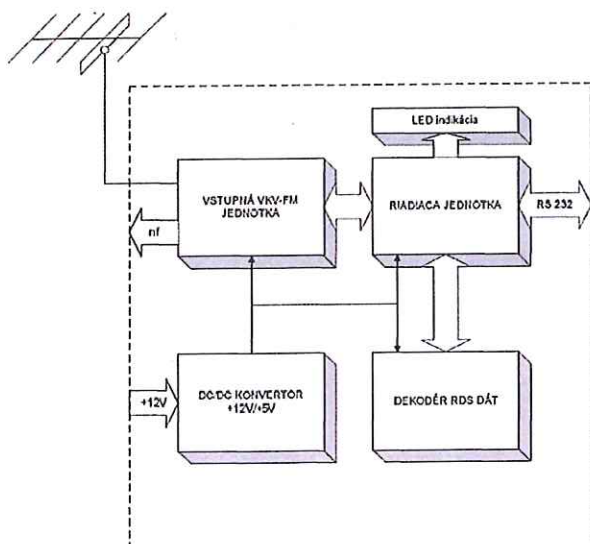 LED indikácia
VSTUPNÁ VKV-FM
JEDNOTKA
RIADIACA JEDNOTKA
RS 232
nf
+12V
DC/DC KONVERTOR
+12V/+5V
DEKODÉR RDS DÁT